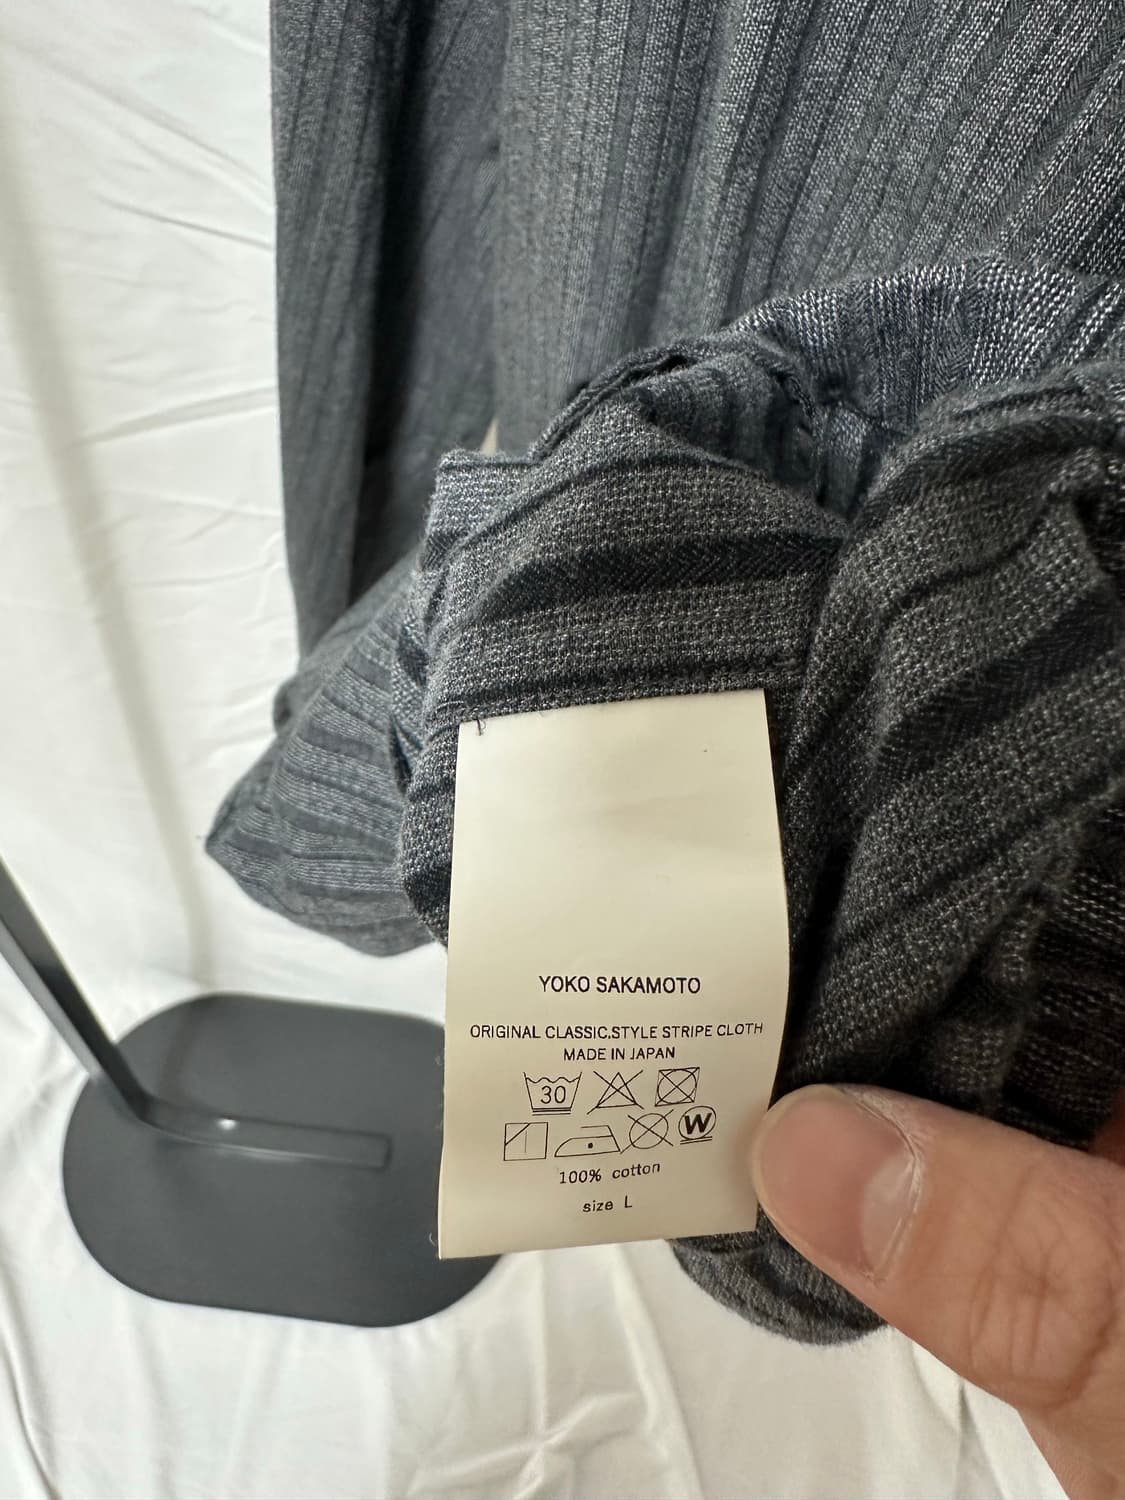 YOKO SAKAMOTO
ORIGINAL CLASSIC.STYLE STRIPE CLOTH
MADE IN JAPAN
30
W
100% cotton
size L